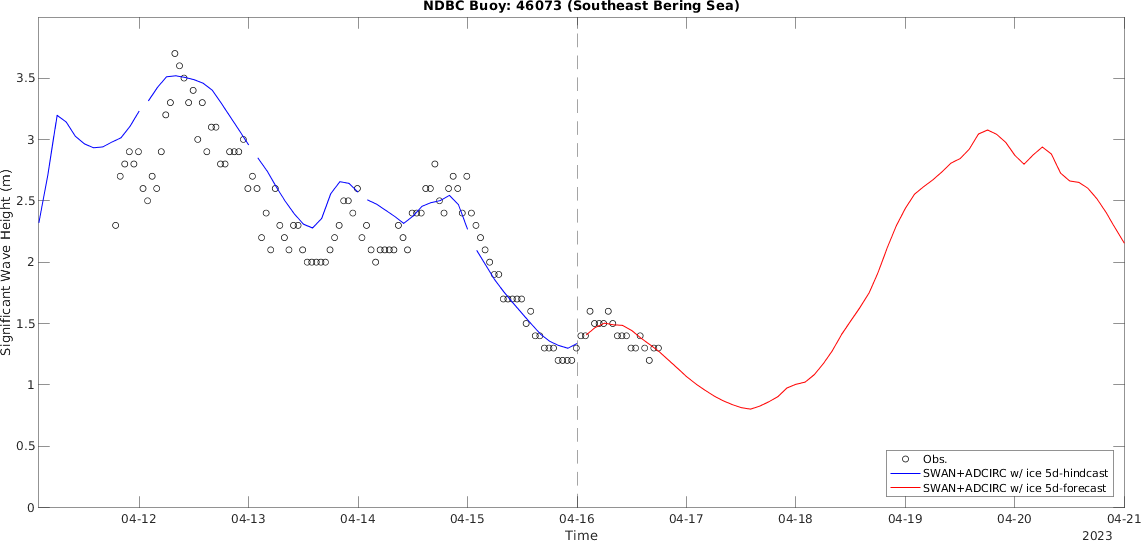 NDBC Buoy: 46073 (Southeast Bering Sea)
Significant Wave Height (m)
3.5
3
2.5
2
1.5
1
0.5
0
Obs.
SWAN+ADCIRC w/ ice 5d-hindcast
SWAN+ADCIRC w/ ice 5d-forecast
04-12 04-13 04-14 04-15 04-16 04-17 04-18 04-19 04-20 04-21
Time
2023